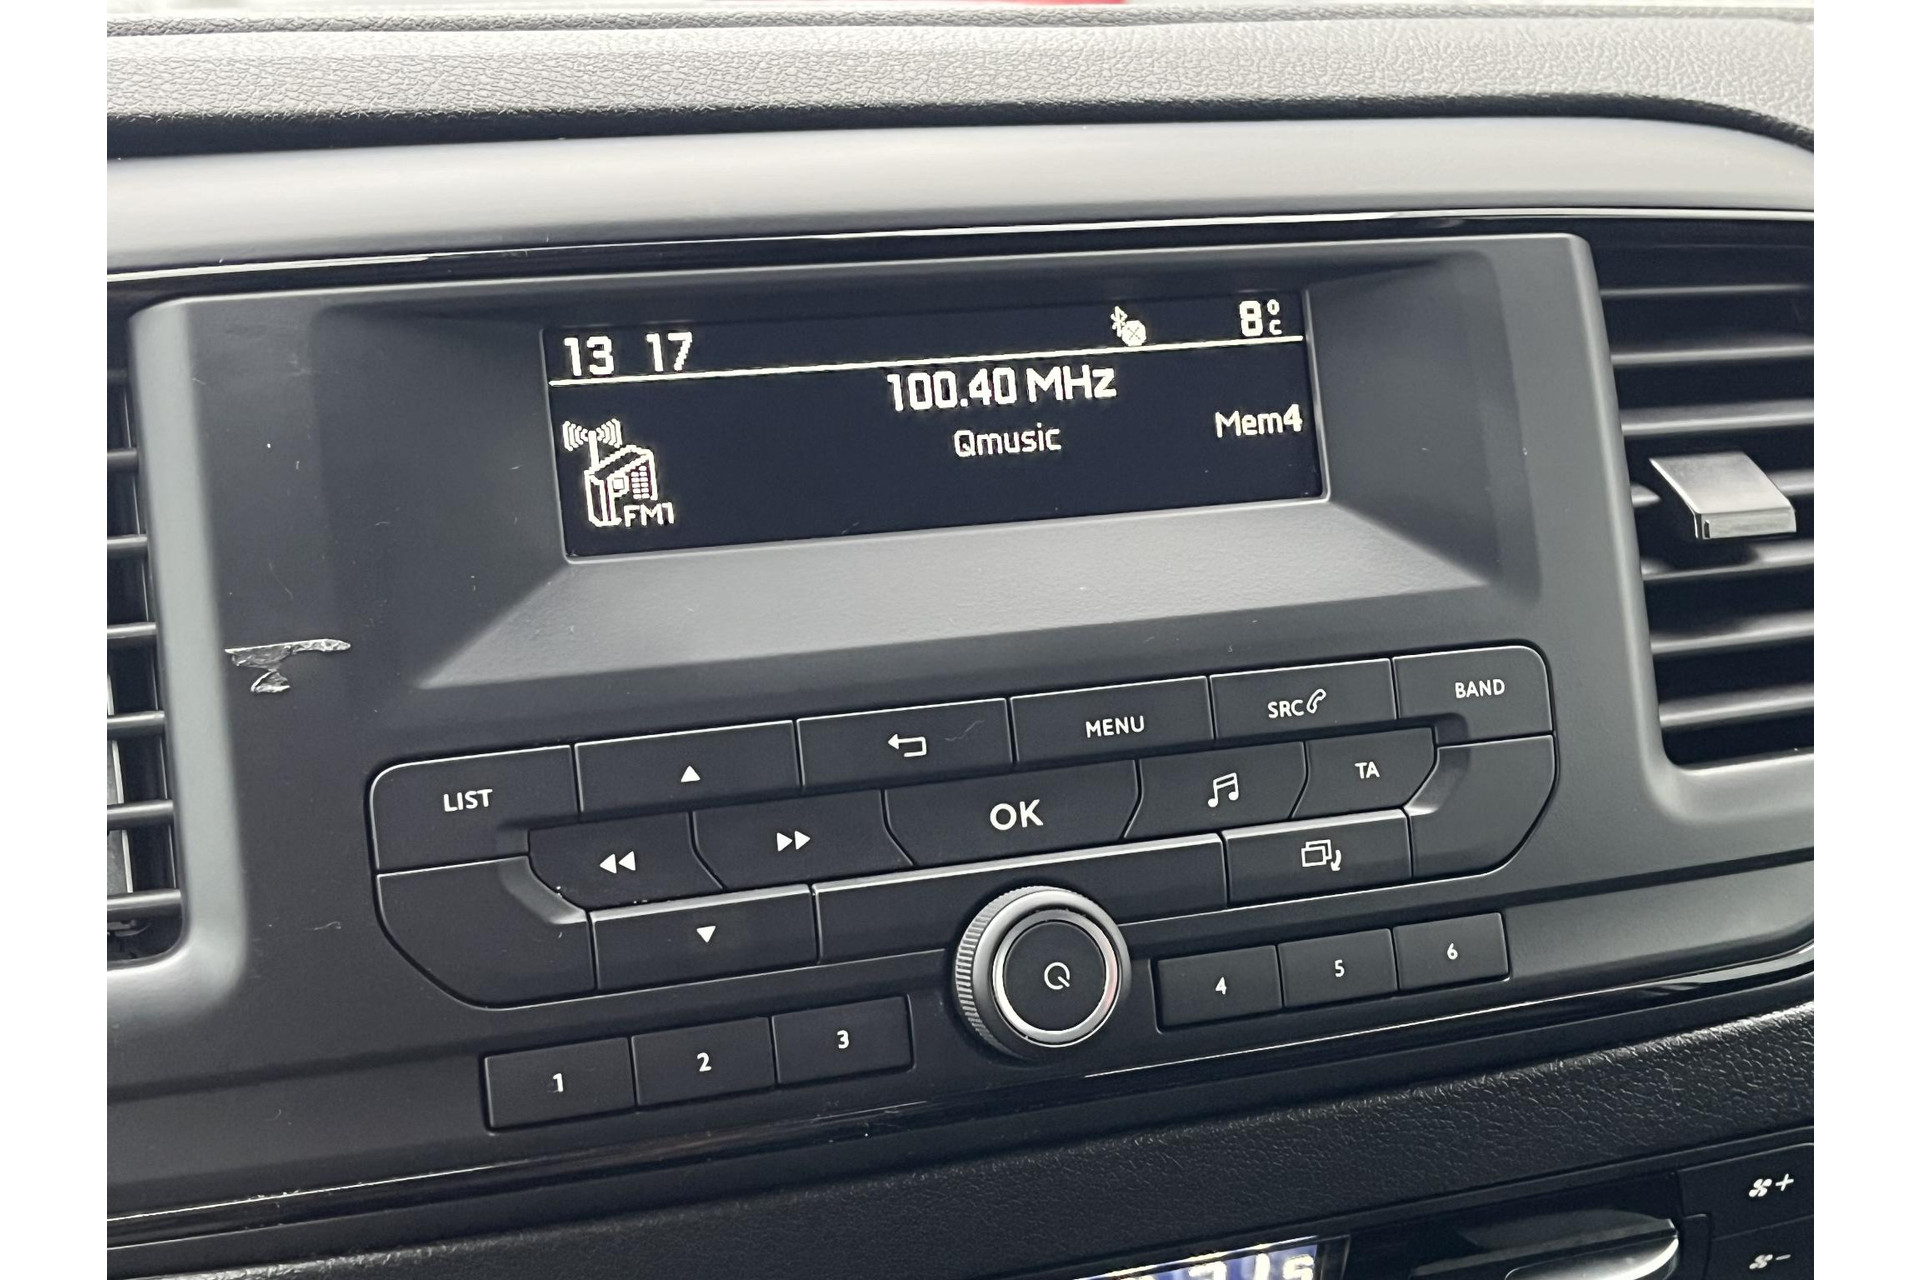 13 17
8°C
100.40 MHz
Qmusic
Mem4
FM1
LIST
MENU
SRC
BAND
OK
TA
1
2
3
4
5
6
+
-